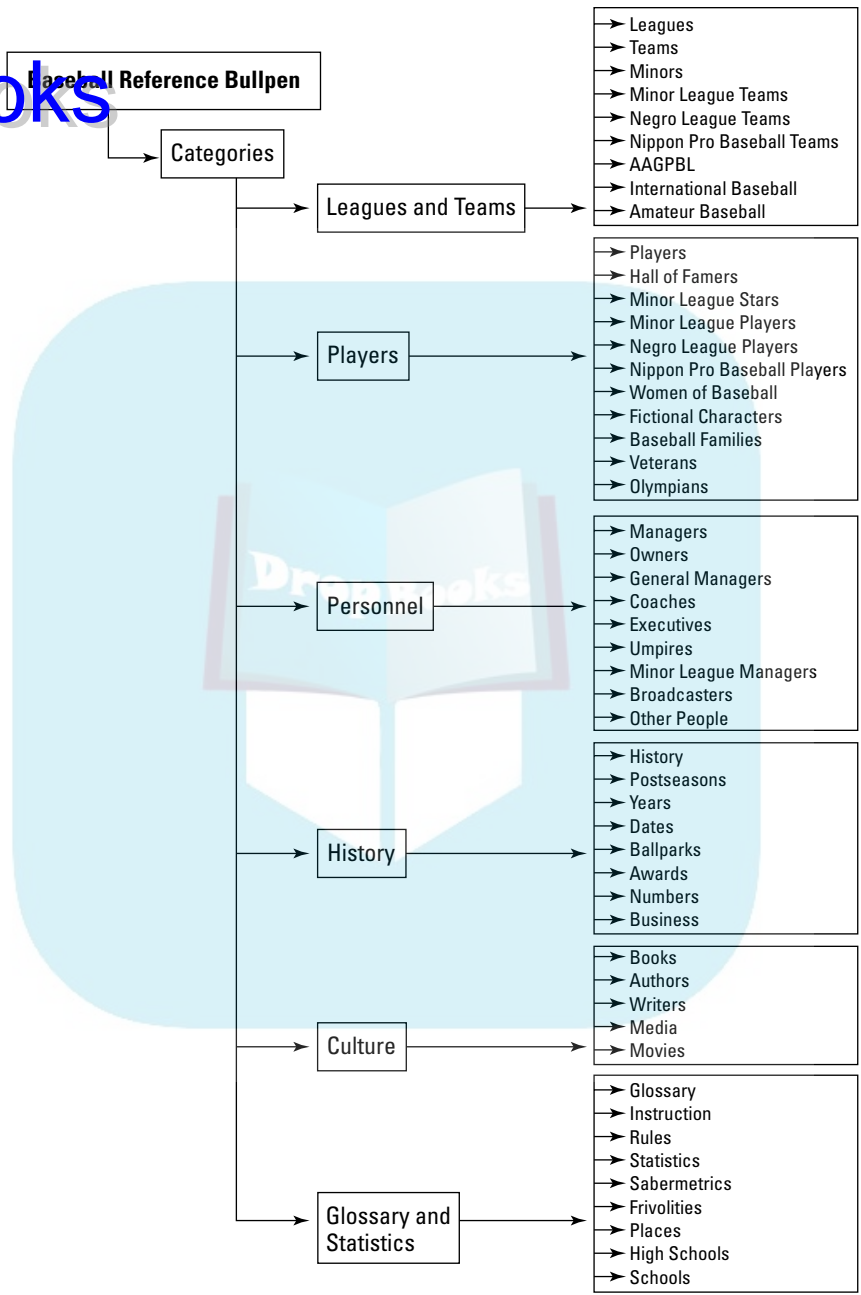 Baseball Reference Bullpen
oks
Categories
Leagues and Teams
Leagues
Teams
Minors
Minor League Teams
Negro League Teams
Nippon Pro Baseball Teams
AAGPBL
International Baseball
Amateur Baseball
Players
Players
Hall of Famers
Minor League Stars
Minor League Players
Negro League Players
Nippon Pro Baseball Players
Women of Baseball
Fictional Characters
Baseball Families
Veterans
Olympians
DropBooks
Personnel
Managers
Owners
General Managers
Coaches
Executives
Umpires
Minor League Managers
Broadcasters
Other People
History
History
Postseasons
Years
Dates
Ballparks
Awards
Numbers
Business
Culture
Books
Authors
Writers
Media
Movies
Glossary and
Statistics
Glossary
Instruction
Rules
Statistics
Sabermetrics
Frivolities
Places
High Schools
Schools